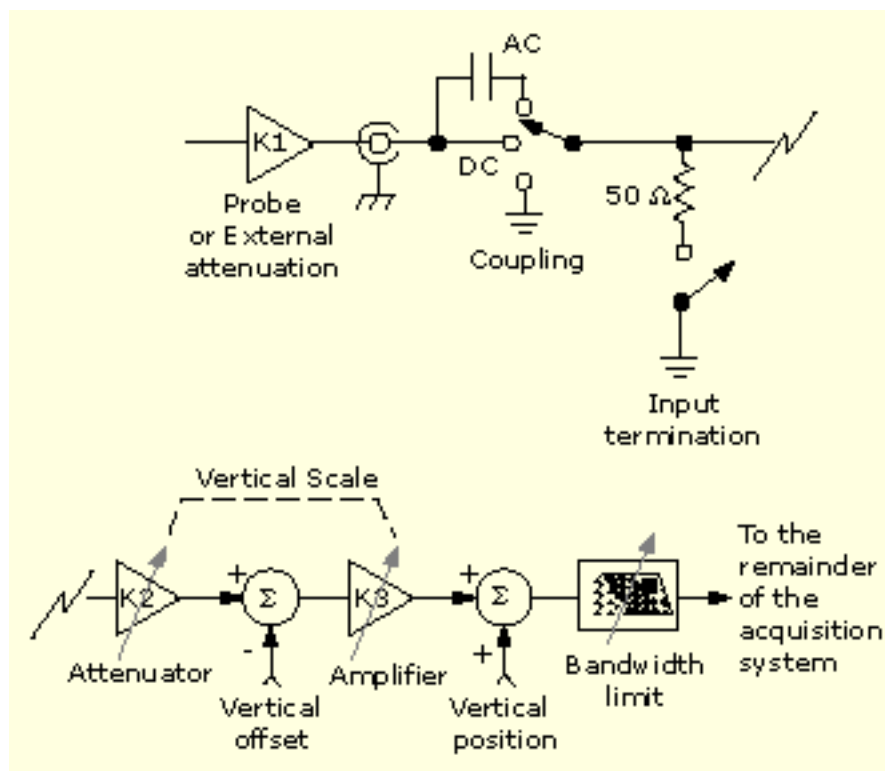 AC
K1
DC
50 Ω
Probe
or External
attenuation
Coupling
Input
termination
Vertical Scale
To the
remainder
of the
acquisition
system
K2
+
Σ
K3
+
Σ
-
+
Attenuator
Amplifier
Bandwidth
limit
Vertical
offset
Vertical
position